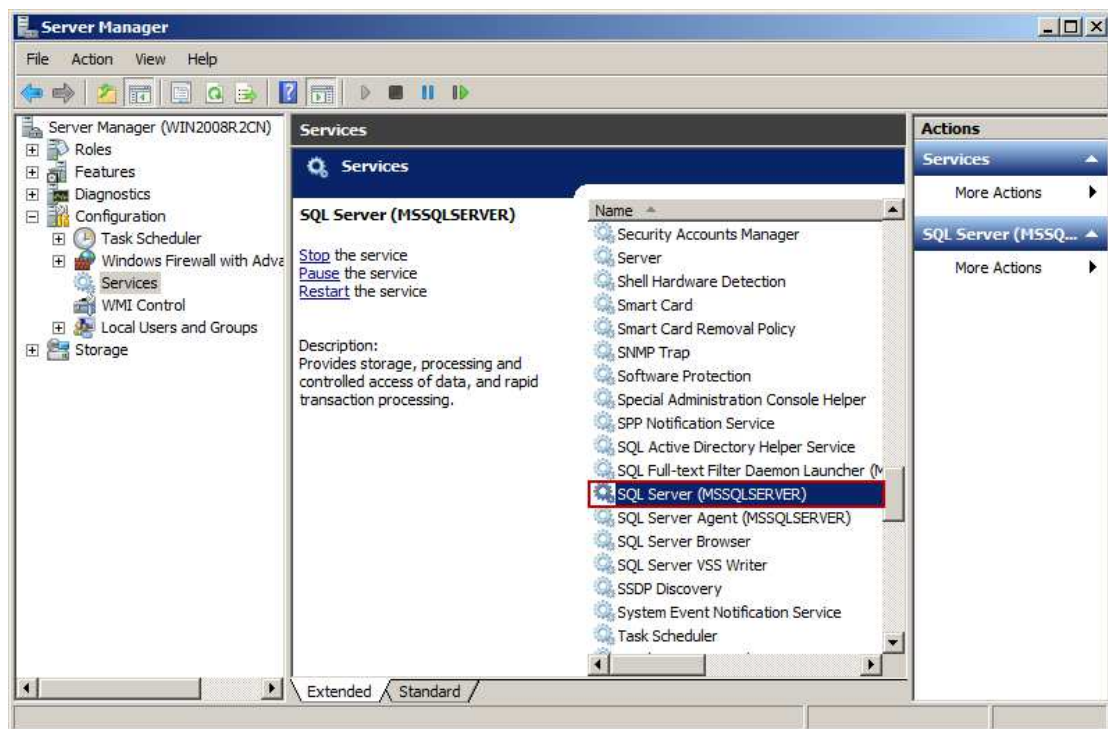 Server Manager
File Action View Help
Server Manager (WIN2008R2CN)
Roles
Features
Diagnostics
Configuration
Task Scheduler
Windows Firewall with Adva
Services
WMI Control
Local Users and Groups
Storage
Services
Services
SQL Server (MSSQLSERVER)
Stop the service
Pause the service
Restart the service
Description:
Provides storage, processing and
controlled access of data, and rapid
transaction processing.
Name
Security Accounts Manager
Server
Shell Hardware Detection
Smart Card
Smart Card Removal Policy
SNMP Trap
Software Protection
Special Administration Console Helper
SPP Notification Service
SQL Active Directory Helper Service
SQL Full-text Filter Daemon Launcher (M
SQL Server (MSSQLSERVER)
SQL Server Agent (MSSQLSERVER)
SQL Server Browser
SQL Server VSS Writer
SSDP Discovery
System Event Notification Service
Task Scheduler
Extended Standard
Actions
Services
More Actions
SQL Server (MSSQ...
More Actions